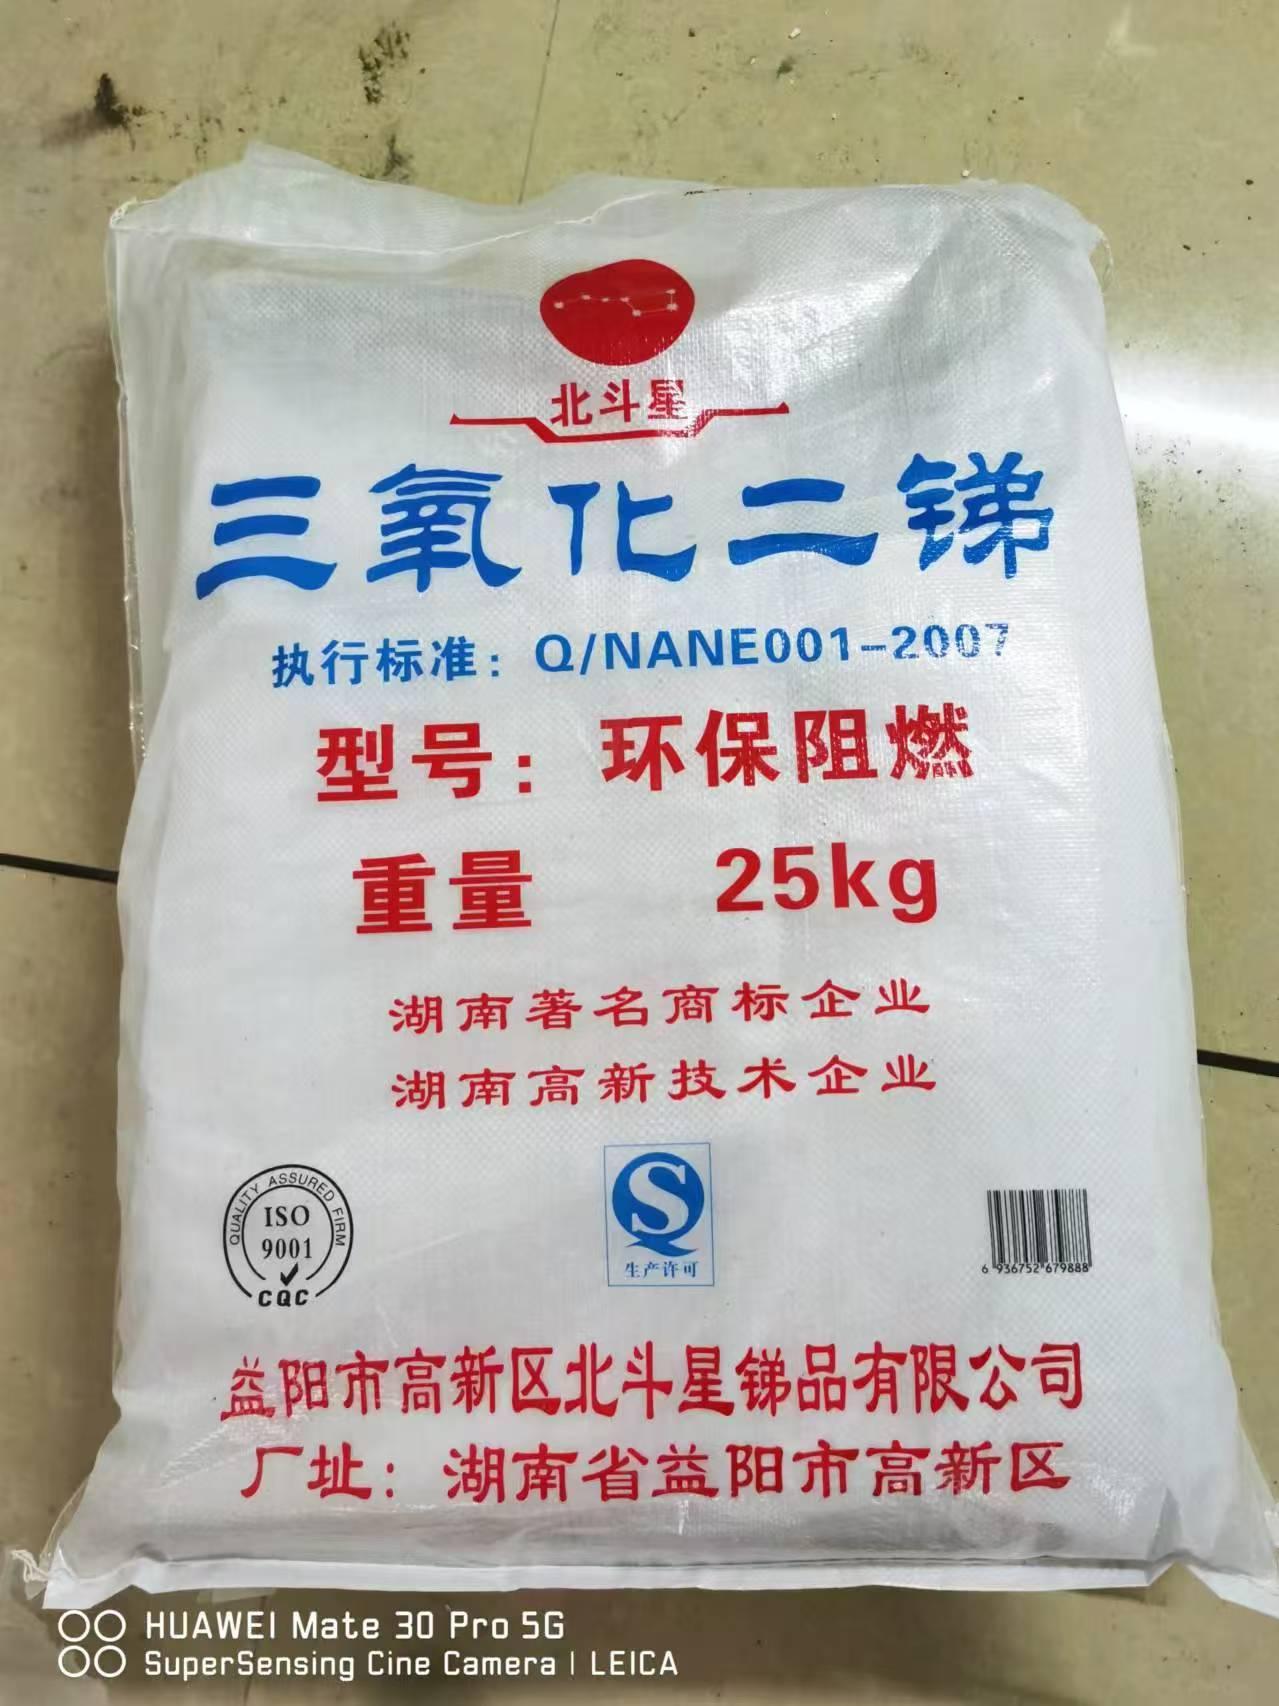 北斗星
三氧化二锑
执行标准：Q/NANE001-2007
型号：环保阻燃
重量 25kg
湖南著名商标企业
湖南高新技术企业
QUALITY ASSURED FIRM
ISO
9001
CQC
S
生产许可
6 936752 679888
益阳市高新区北斗星锑品有限公司
厂址：湖南省益阳市高新区
HUAWEI Mate 30 Pro 5G
SuperSensing Cine Camera | LEICA